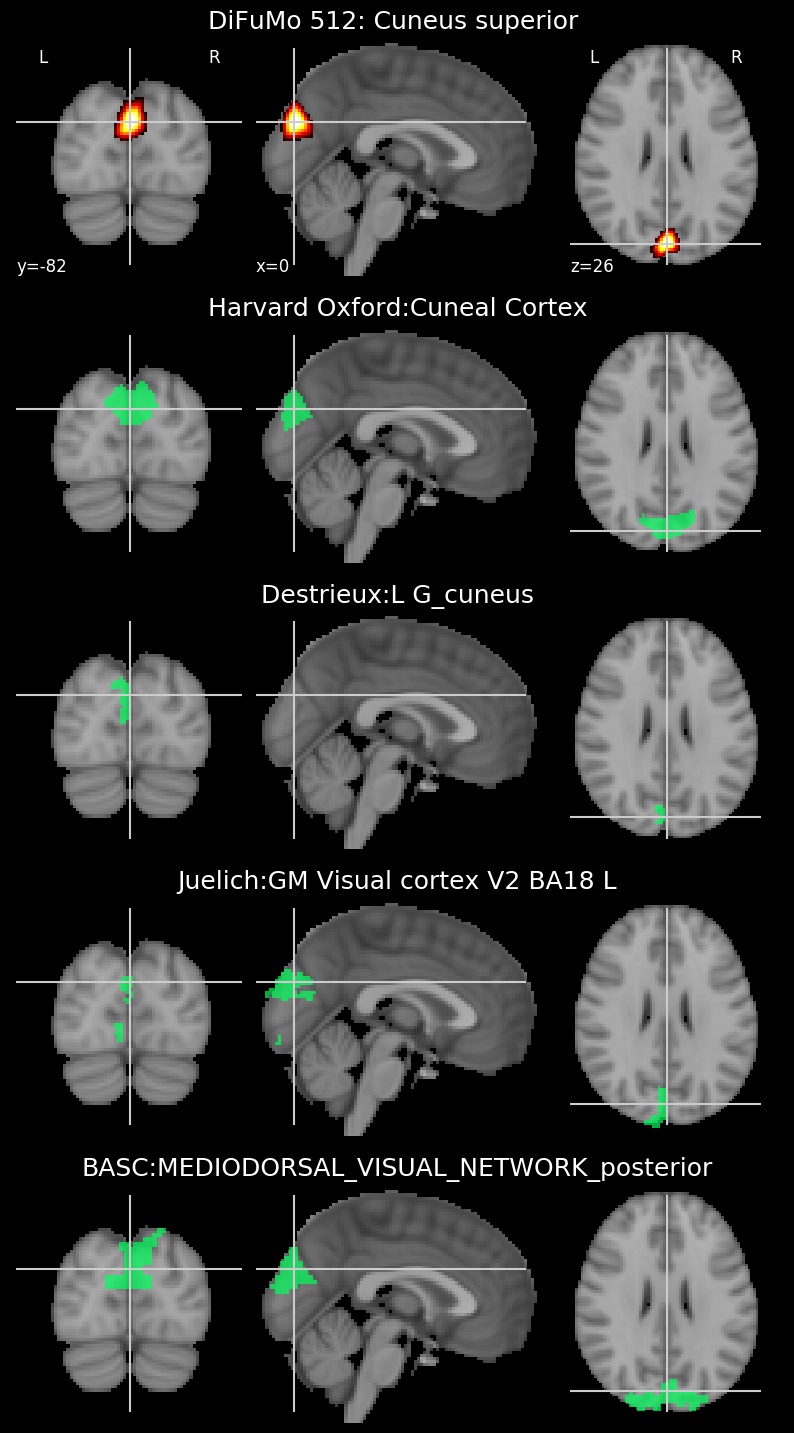 DiFuMo 512: Cuneus superior
L R L R
y=-82 x=0 z=26
Harvard Oxford:Cuneal Cortex
Destrieux:L G_cuneus
Juelich:GM Visual cortex V2 BA18 L
BASC:MEDIODORSAL_VISUAL_NETWORK_posterior